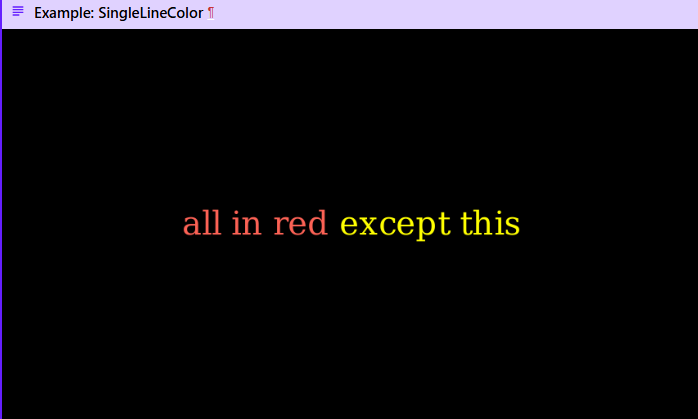 Example: SingleLineColor ¶
all in red except this